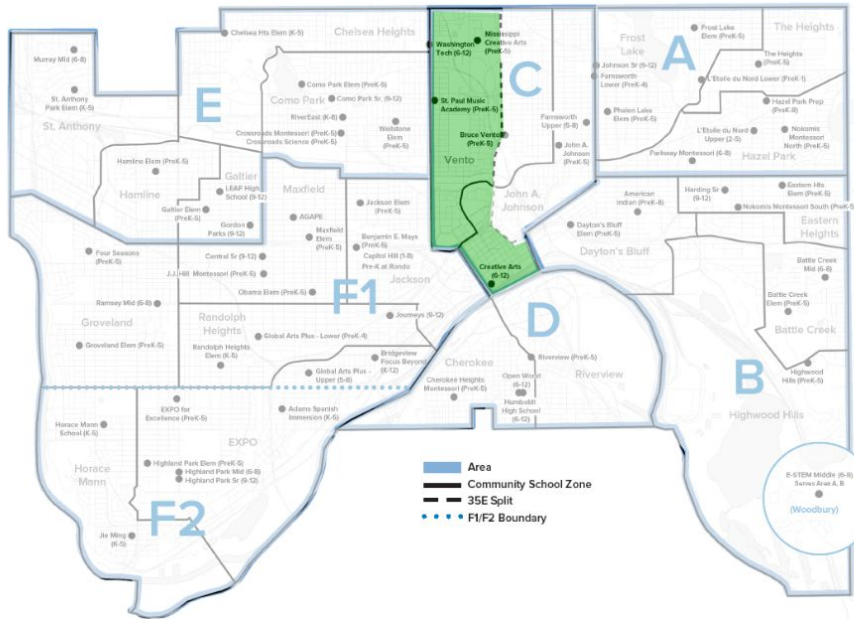 Chelsea Hts Elem (K-5)
Chelsea Heights
Murray Mid (6-8)
St. Anthony
Park Elem (K-5)
St. Anthony
E
Como Park Elem (PreK-5)
Como Park
Como Park Sr. (9-12)
RiverEast (K-8)
Crossroads Montessori (PreK-5)
Crossroads Science (PreK-5)
Wellstone
Elem
(PreK-5)
Hamline Elem (PreK-5)
Hamline
Galtier
LEAP High
School (9-12)
Galtier Elem
(PreK-5)
Gordon
Parks (9-12)
Washington
Tech (6-12)
Mississippi
Creative Arts
(PreK-5)
C
St. Paul Music
Academy (PreK-5)
Bruce Vento
(PreK-5)
Vento
Farnsworth
Upper (5-8)
John A.
Johnson
(PreK-5)
John A.
Johnson
Creative Arts
(6-12)
Frost
Lake
Frost Lake
Elem (PreK-5)
The Heights
A
The Heights
(PreK-5)
Johnson Sr (9-12)
Farnsworth
Lower (PreK-4)
L'Etoile du Nord Lower (PreK-1)
Phalen Lake
Elem (PreK-5)
Hazel Park Prep
(PreK-8)
L'Etoile du Nord
Upper (2-5)
Nokomis
Montessori
North (PreK-5)
Parkway Montessori (6-8)
Hazel Park
American
Indian (PreK-8)
Harding Sr
(9-12)
Eastern Hts
Elem (PreK-5)
Nokomis Montessori South (PreK-5)
Eastern
Heights
Dayton's Bluff
Elem (PreK-5)
Dayton's Bluff
Battle Creek
Mid (6-8)
Battle Creek
Elem (PreK-5)
Battle Creek
B
Highwood
Hills (PreK-5)
Highwood Hills
Maxfield
Jackson Elem
(PreK-5)
AGAPE
Maxfield
Elem
(PreK-5)
Benjamin E. Mays
(PreK-5)
Capitol Hill (1-8)
Pre-K at Rondo
Jackson
Four Seasons
(PreK-5)
Central Sr (9-12)
J.J. Hill Montessori (PreK-5)
Obama Elem (PreK-5)
F1
Ramsey Mid (6-8)
Groveland
Groveland Elem (PreK-5)
Randolph
Heights
Randolph Heights
Elem (K-5)
Journeys (9-12)
Global Arts Plus - Lower (PreK-4)
Bridgeview
Focus Beyond
(K-12)
Global Arts Plus -
Upper (5-8)
D
Cherokee
Cherokee Heights
Montessori (PreK-5)
Open World
(6-12)
Humboldt
High School
(6-12)
Riverview (PreK-5)
Riverview
EXPO for
Excellence (PreK-5)
Adams Spanish
Immersion (K-5)
Horace Mann
School (K-5)
EXPO
Horace
Mann
Highland Park Elem (PreK-5)
Highland Park Mid (6-8)
Highland Park Sr (9-12)
F2
Jie Ming
(K-5)
Area
Community School Zone
35E Split
F1/F2 Boundary
E-STEM Middle (6-8)
Serves Area A, B
(Woodbury)